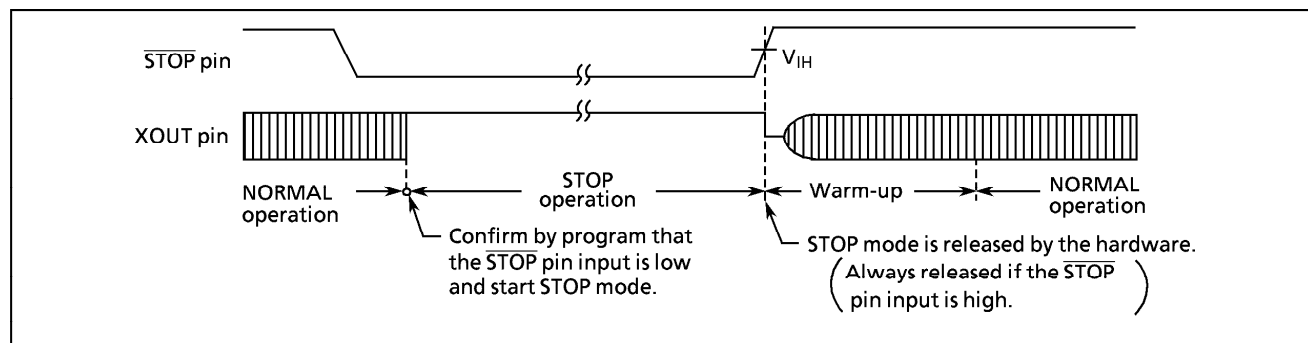 STOP pin
VIH
XOUT pin
NORMAL
operation
STOP
operation
Warm-up
NORMAL
operation
Confirm by program that
the STOP pin input is low
and start STOP mode.
STOP mode is released by the hardware.
(Always released if the STOP
pin input is high.)